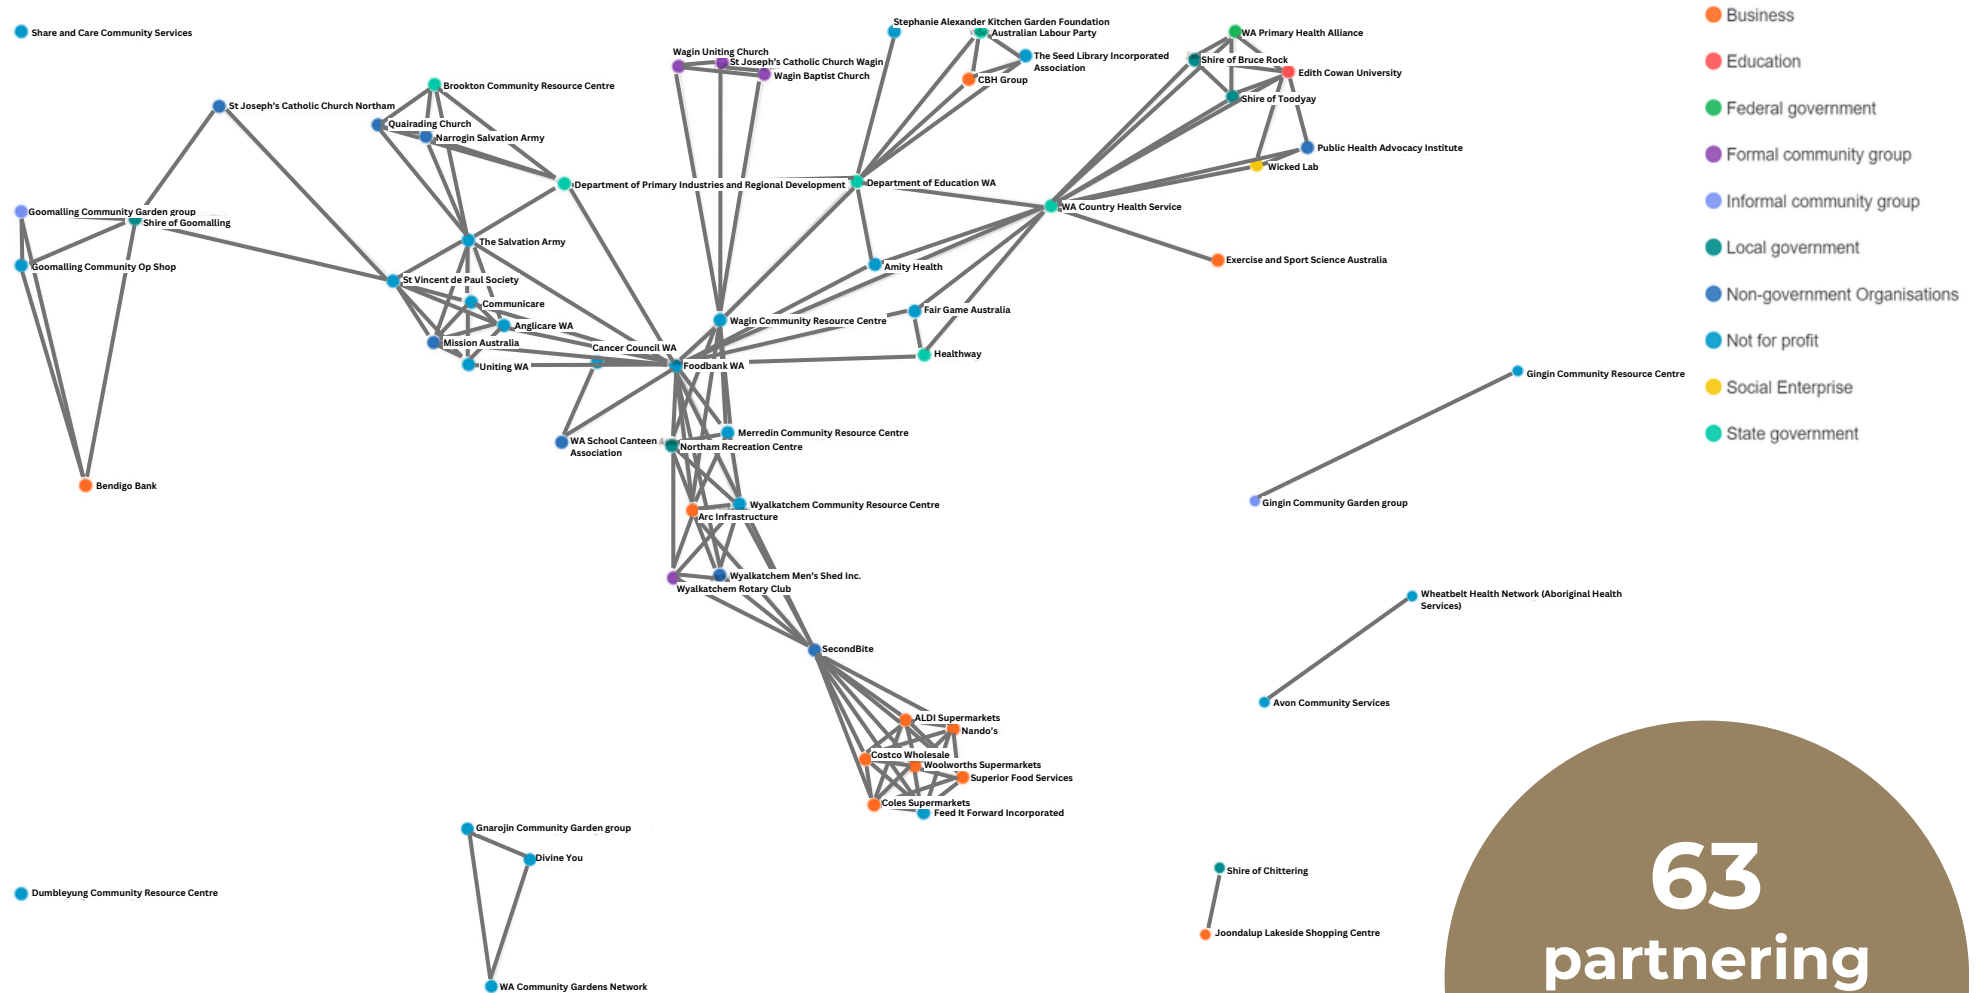 Share and Care Community Services
Stephanie Alexander Kitchen Garden Foundation
Australian Labour Party
The Seed Library Incorporated
Association
CBH Group
WA Primary Health Alliance
Shire of Bruce Rock
Edith Cowan University
Shire of Toodyay
Public Health Advocacy Institute
Wicked Lab
Wagin Uniting Church
St Joseph's Catholic Church Wagin
Wagin Baptist Church
Brookton Community Resource Centre
St Joseph's Catholic Church Northam
Quairading Church
Narrogin Salvation Army
Department of Primary Industries and Regional Development
Department of Education WA
WA Country Health Service
Goomalling Community Garden group
Shire of Goomalling
Goomalling Community Op Shop
The Salvation Army
St Vincent de Paul Society
Communicare
Anglicare WA
Mission Australia
Uniting WA
Cancer Council WA
Foodbank WA
Wagin Community Resource Centre
Amity Health
Exercise and Sport Science Australia
Fair Game Australia
Healthway
WA School Canteen
Association
Merredin Community Resource Centre
Northam Recreation Centre
Bendigo Bank
Wyalkatchem Community Resource Centre
Arc Infrastructure
Wyalkatchem Men's Shed Inc.
Wyalkatchem Rotary Club
SecondBite
ALDI Supermarkets
Nando's
Costco Wholesale
Woolworths Supermarkets
Superior Food Services
Coles Supermarkets
Feed It Forward Incorporated
Gingin Community Resource Centre
Gingin Community Garden group
Wheatbelt Health Network (Aboriginal Health
Services)
Avon Community Services
Gnarojin Community Garden group
Divine You
WA Community Gardens Network
Dumbleyung Community Resource Centre
Shire of Chittering
Joondalup Lakeside Shopping Centre
Business
Education
Federal government
Formal community group
Informal community group
Local government
Non-government Organisations
Not for profit
Social Enterprise
State government
63
partnering